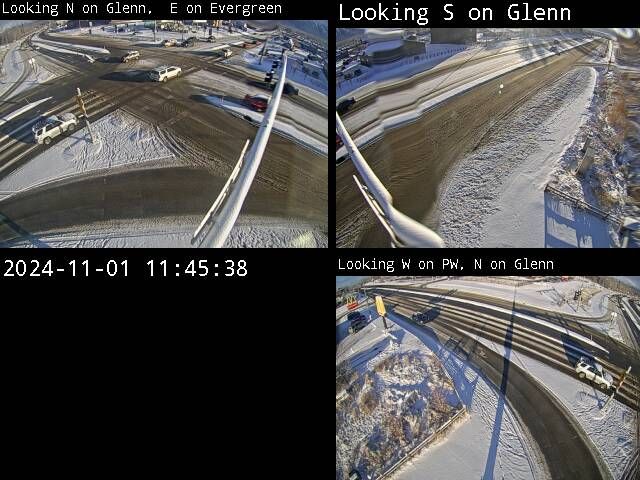 Looking N on Glenn,  E on Evergreen
Looking S on Glenn
2024-11-01 11:45:38
Looking W on PW, N on Glenn